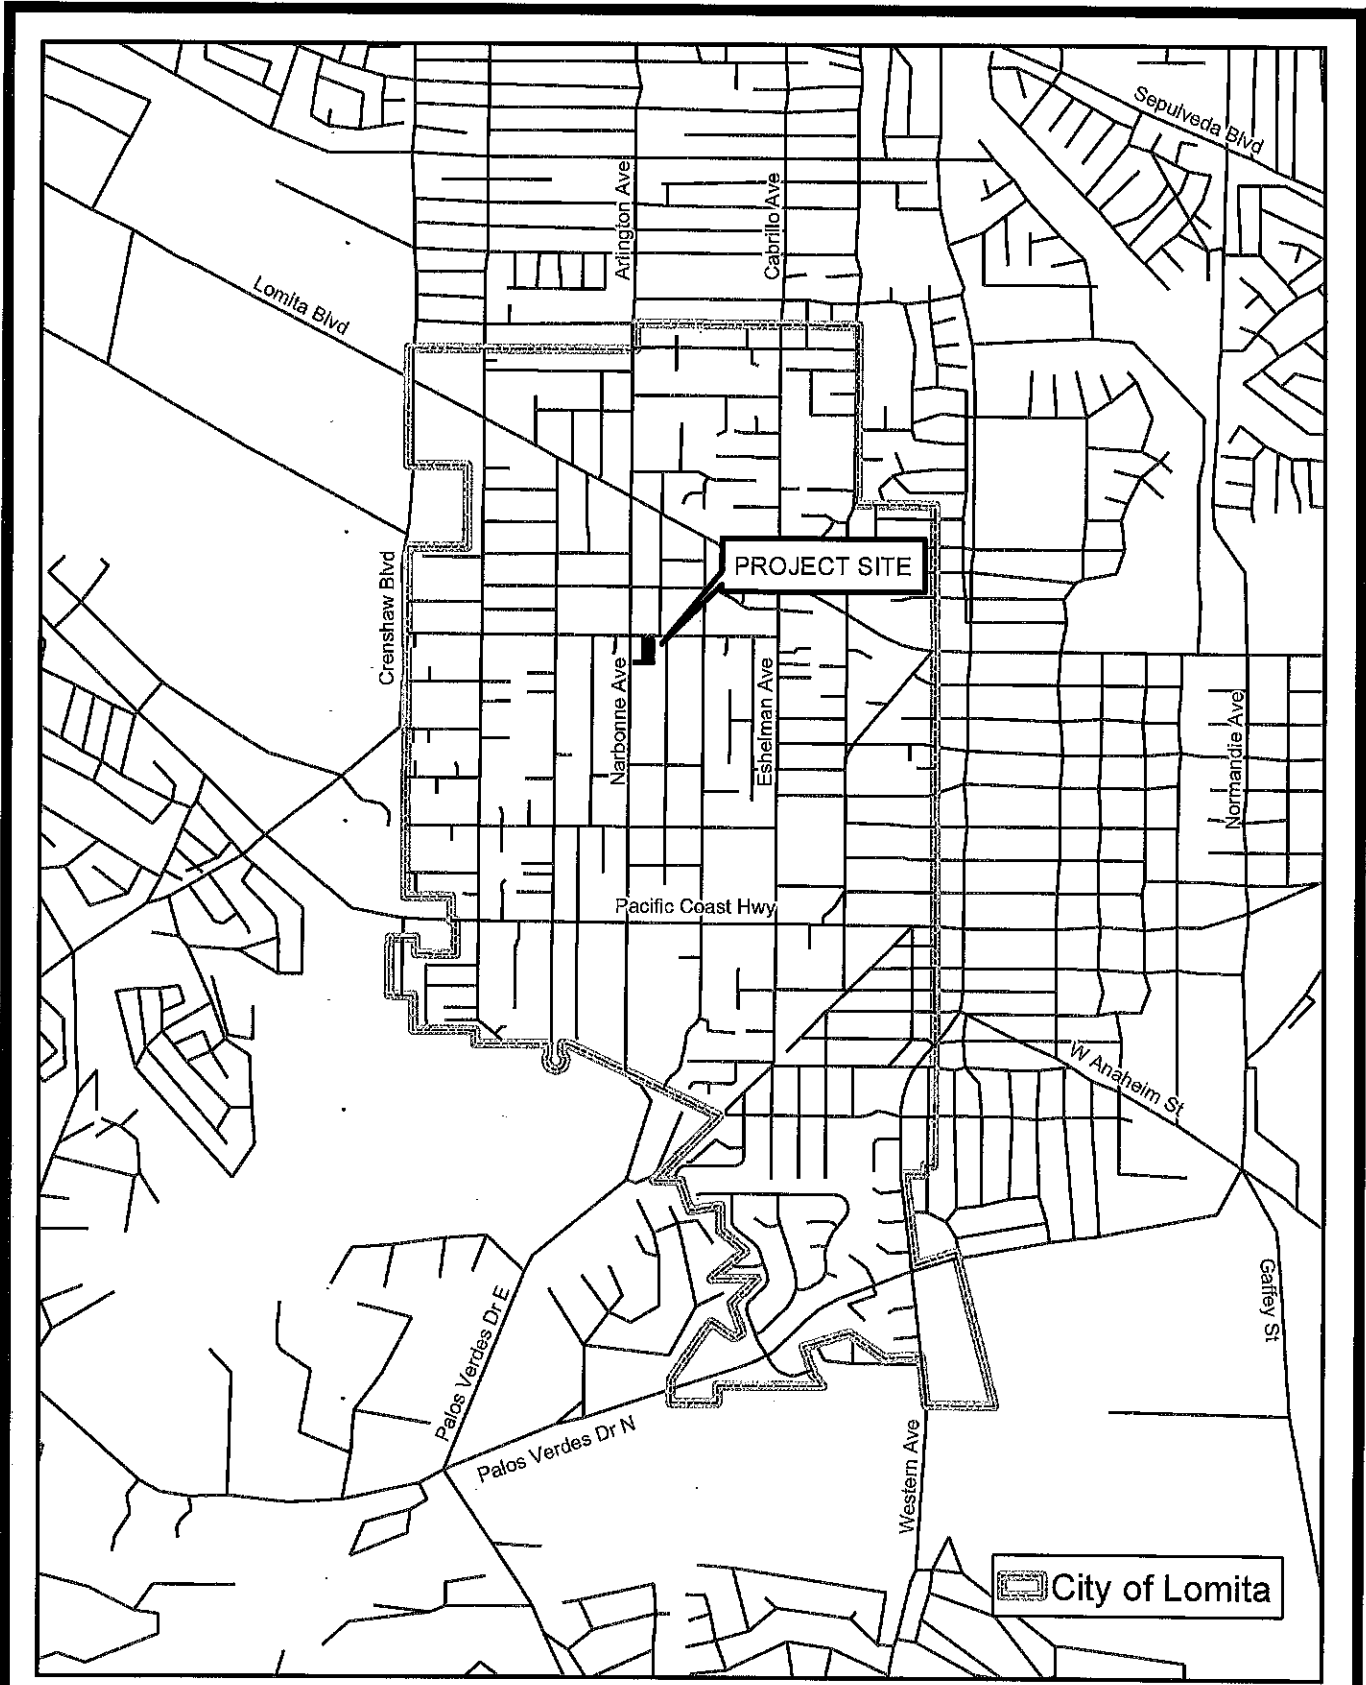 Sepulveda Blvd
Arlington Ave
Cabrillo Ave
Lomita Blvd
PROJECT SITE
Crenshaw Blvd
Narbonne Ave
Eshelman Ave
Normandie Ave
Pacific Coast Hwy
W Anaheim St
Gaffey St
Palos Verdes Dr E
Palos Verdes Dr N
Western Ave
City of Lomita